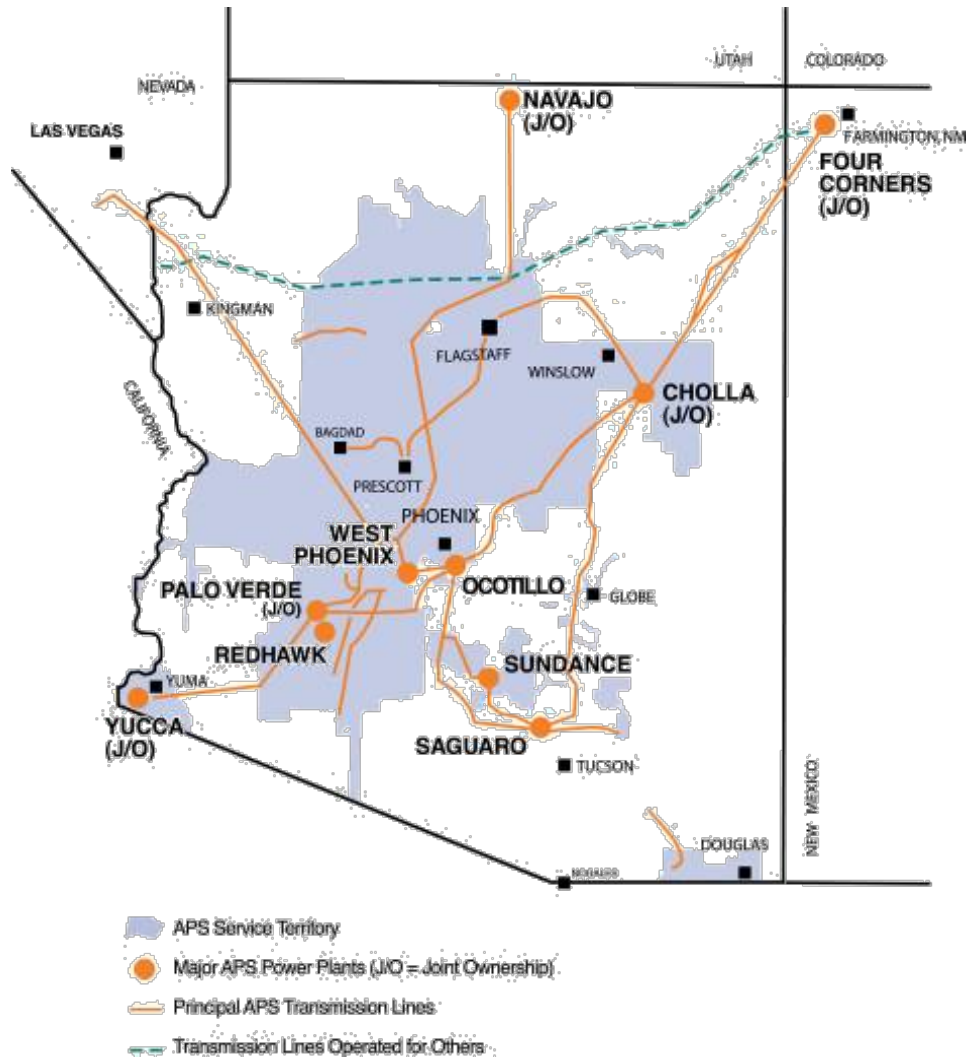 UTAH
COLORADO
NEVADA
NAVAJO
(J/O)
LAS VEGAS
FARMINGTON, NM
FOUR
CORNERS
(J/O)
KINGMAN
FLAGSTAFF
WINSLOW
CHOLLA
(J/O)
CALIFORNIA
BAGDAD
PRESCOTT
PHOENIX
WEST
PHOENIX
PALO VERDE
(J/O)
OCOTILLO
GLOBE
REDHAWK
SUNDANCE
YUMA
YUCCA
(J/O)
SAGUARO
TUCSON
NEW MEXICO
DOUGLAS
NOGALES
APS Service Territory
Major APS Power Plants (J/O = Joint Ownership)
Principal APS Transmission Lines
Transmission Lines Operated for Others